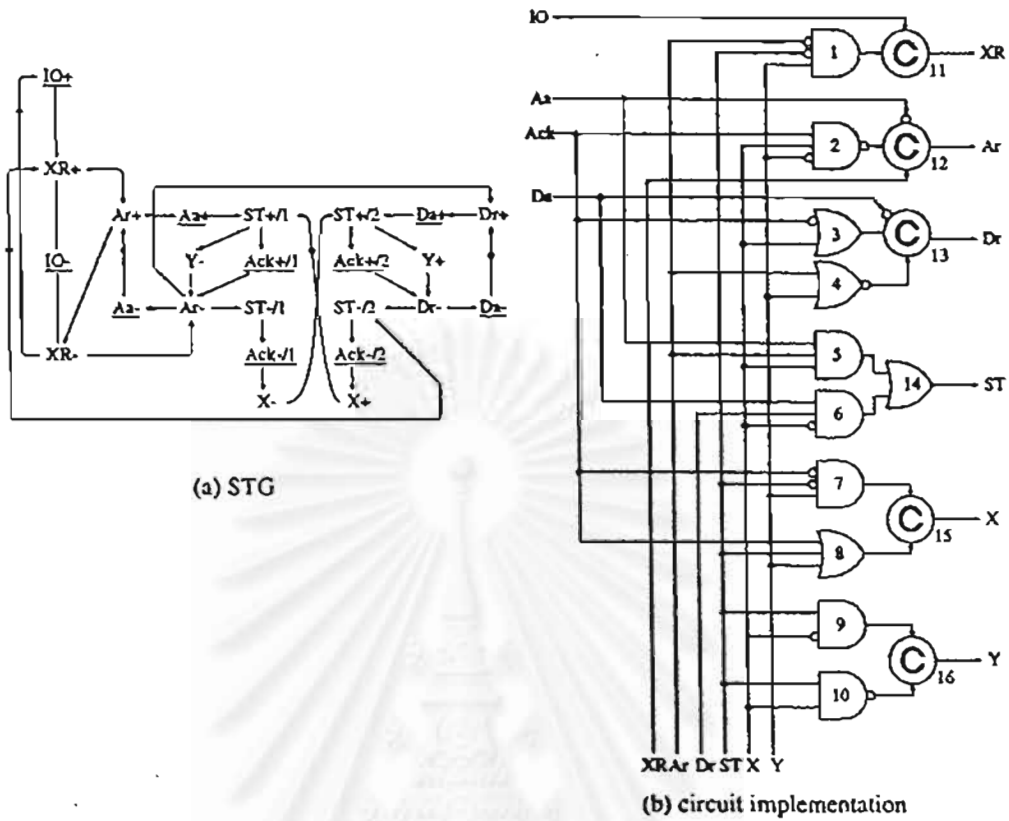 IO+
XR+
Ar+ Aa+ ST+/1 ST+/2 Da+ Dr+
IO- Y- Ack+/1 Ack+/2 Y+
Aa- Ar- ST-/1 ST-/2 Dr- Da-
XR- Ack-/1 Ack-/2
X- X+
(a) STG
IO
1
C
11
XR
Aa
Ack
2
C
12
Ar
Da
3
C
13
Dr
4
5
14
ST
6
7
C
15
X
8
9
C
16
Y
10
XR Ar Dr ST X Y
(b) circuit implementation